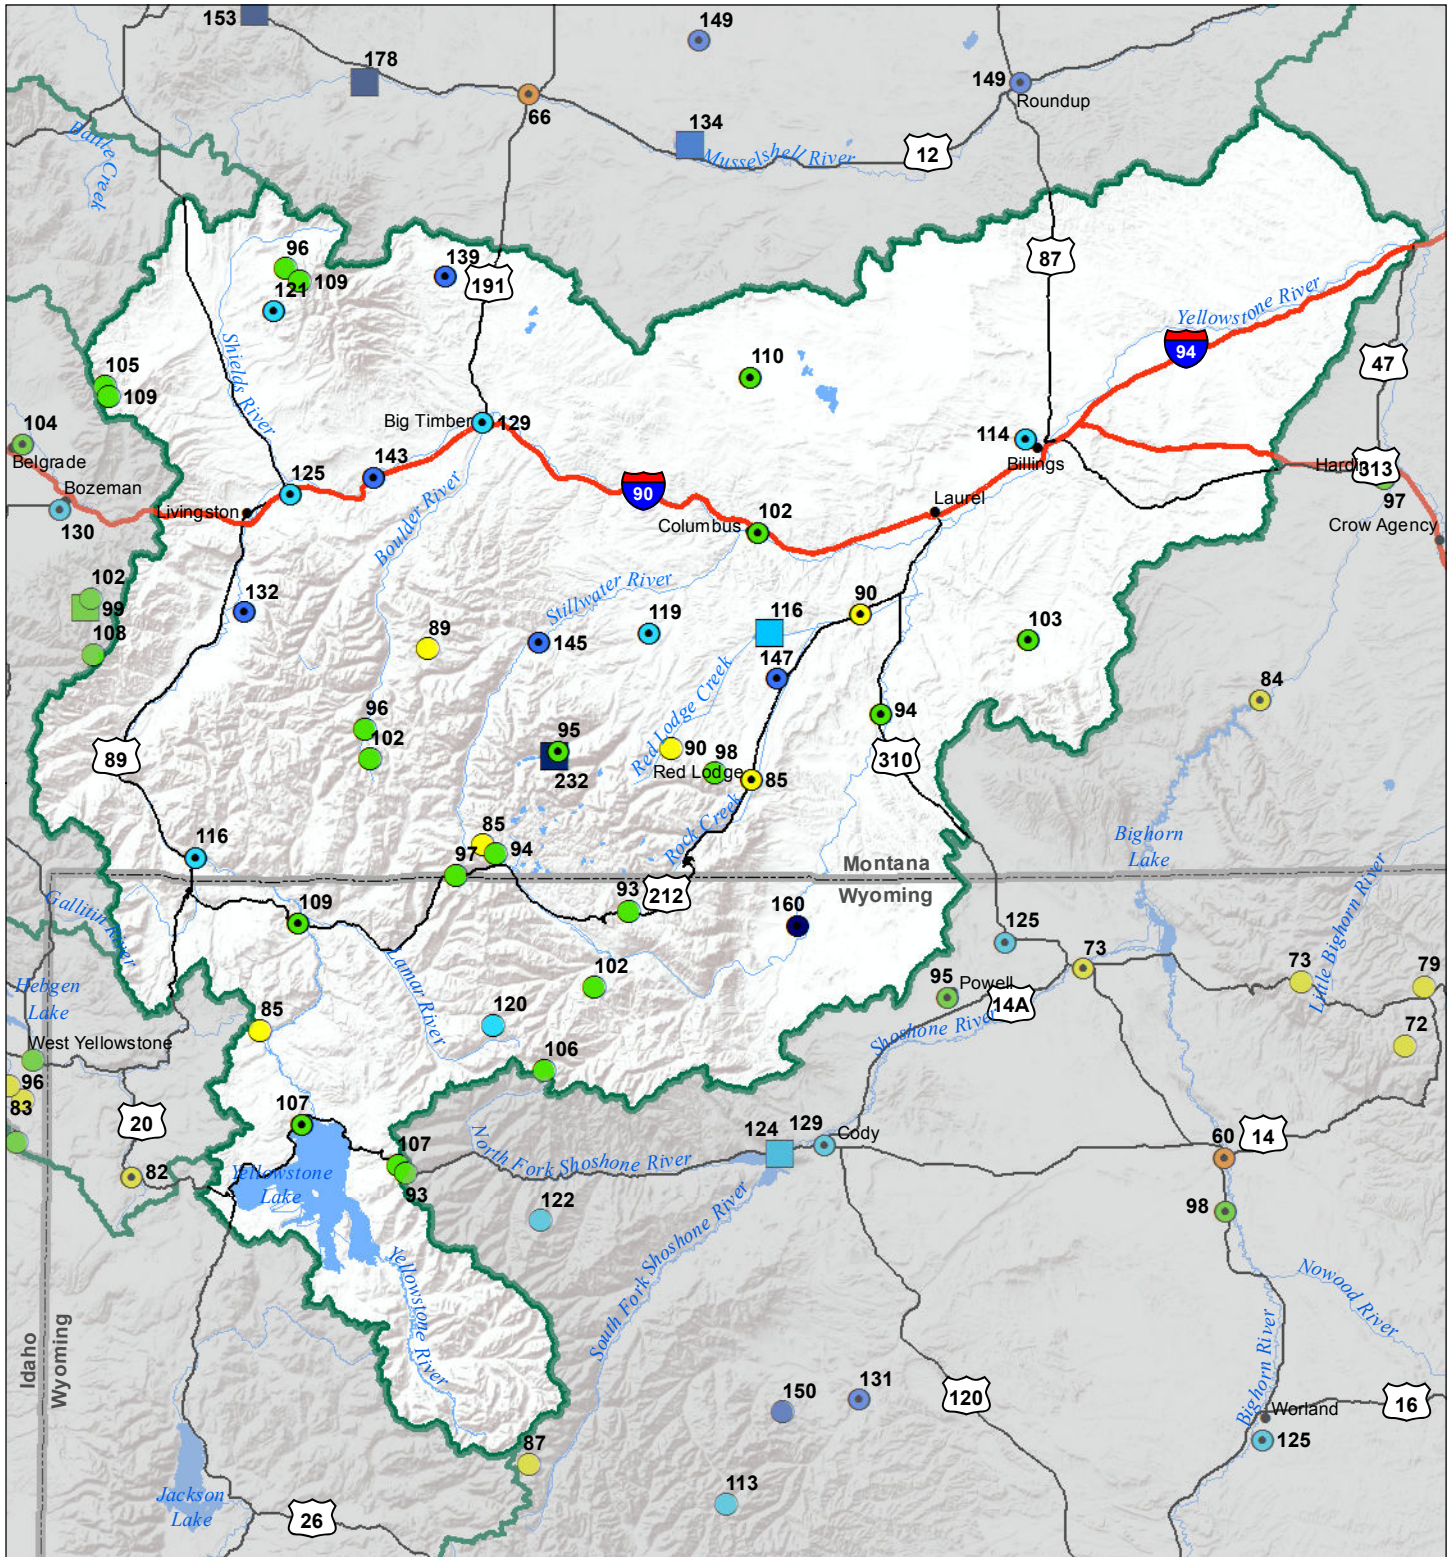 153
149
178
149
Roundup
66
134
Battle
Creek
Musselshell River
12
96
139
87
109
191
121
Yellowstone River
Shields River
94
47
105
110
109
Big Timber
129
104
114
Belgrade
143
Billings
Hardin
313
125
90
Bozeman
Laurel
97
Livingston
Columbus
102
130
Crow Agency
Boulder River
102
Stillwater River
99
132
90
119
116
103
108
89
145
147
84
Red Lodge Creek
96
94
95
90
98
89
102
310
Red Lodge
85
232
Rock Creek
85
Bighorn
Lake
116
94
97
Montana
Wyoming
Gallatin River
93
212
109
160
Little Bighorn River
125
73
Lamar River
102
73
79
Hebgen
Lake
95
Powell
14A
85
120
Shoshone River
West Yellowstone
72
106
96
83
107
20
124
129
Cody
60
14
107
North Fork Shoshone River
82
Yellowstone
Lake
93
122
98
South Fork Shoshone River
Yellowstone River
Nowood River
Idaho
Wyoming
Bighorn River
150
131
120
16
Worland
87
125
113
Jackson
Lake
26